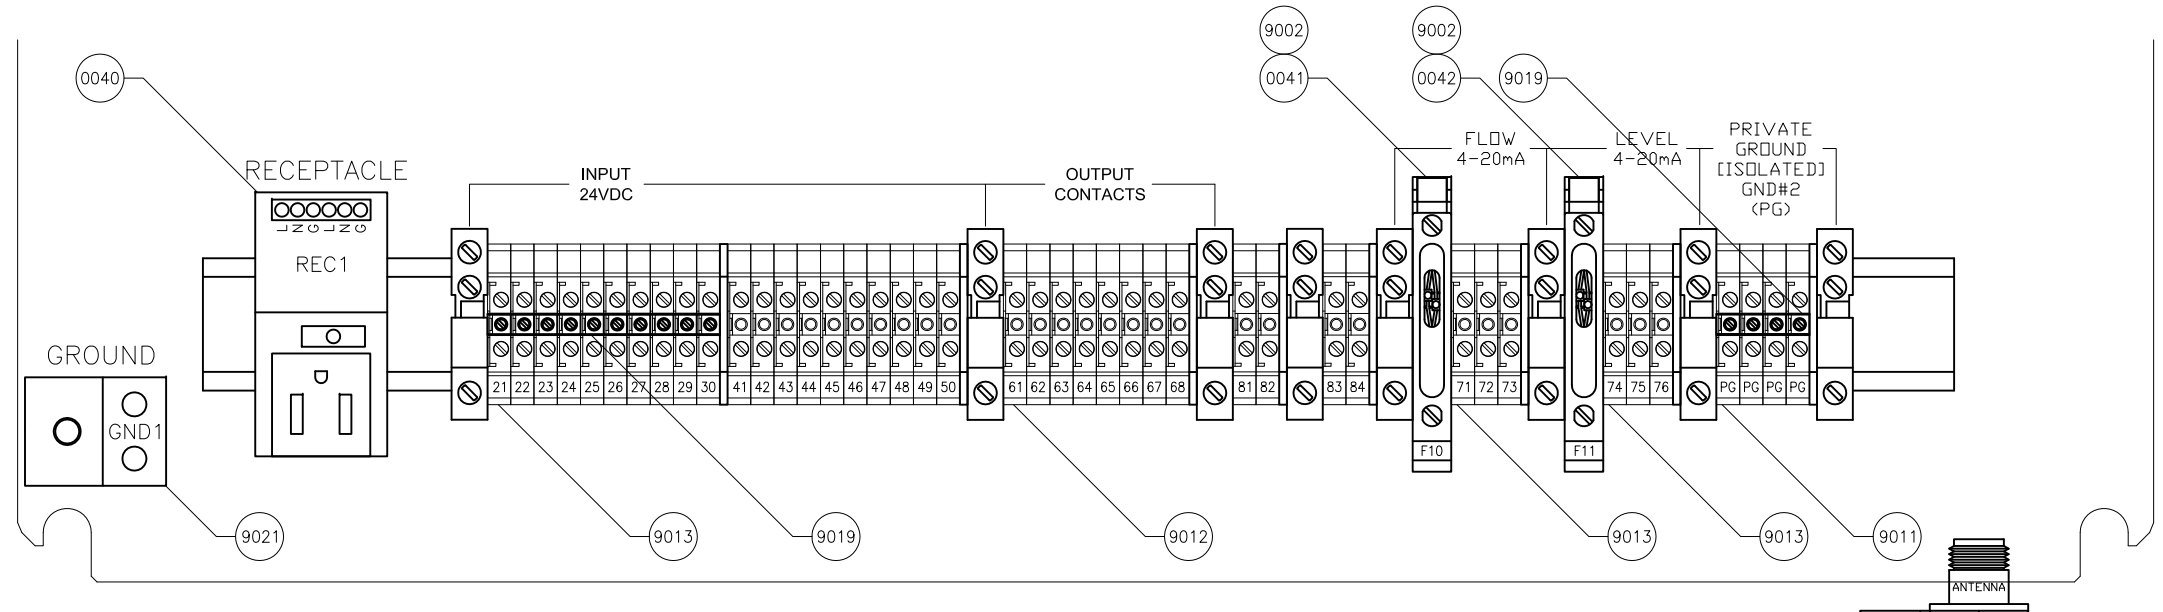 9002
9002
0040
0041
0042
9019
FLOW
4-20mA
LEVEL
4-20mA
PRIVATE
GROUND
[ISOLATED]
GND#2
(PG)
RECEPTACLE
INPUT
24VDC
OUTPUT
CONTACTS
L N G L N G
REC1
GROUND
GND1
21 22 23 24 25 26 27 28 29 30 41 42 43 44 45 46 47 48 49 50 61 62 63 64 65 66 67 68 81 82 83 84 71 72 73 74 75 76 PG PG PG PG
F10
F11
9021
9013
9019
9012
9013
9013
9011
ANTENNA